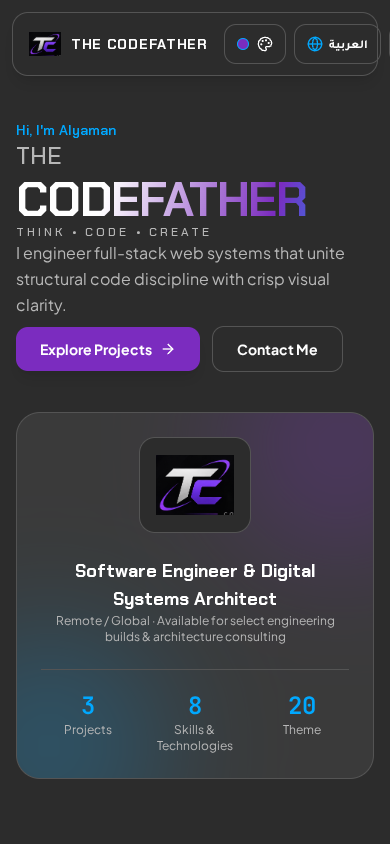 TC THE CODEFATHER العربية
Hi, I'm Alyaman
THE
CODEFATHER
THINK • CODE • CREATE
I engineer full-stack web systems that unite
structural code discipline with crisp visual
clarity.
Explore Projects → Contact Me
TC
Software Engineer & Digital
Systems Architect
Remote / Global · Available for select engineering
builds & architecture consulting
3 8 20
Projects Skills & Theme
Technologies